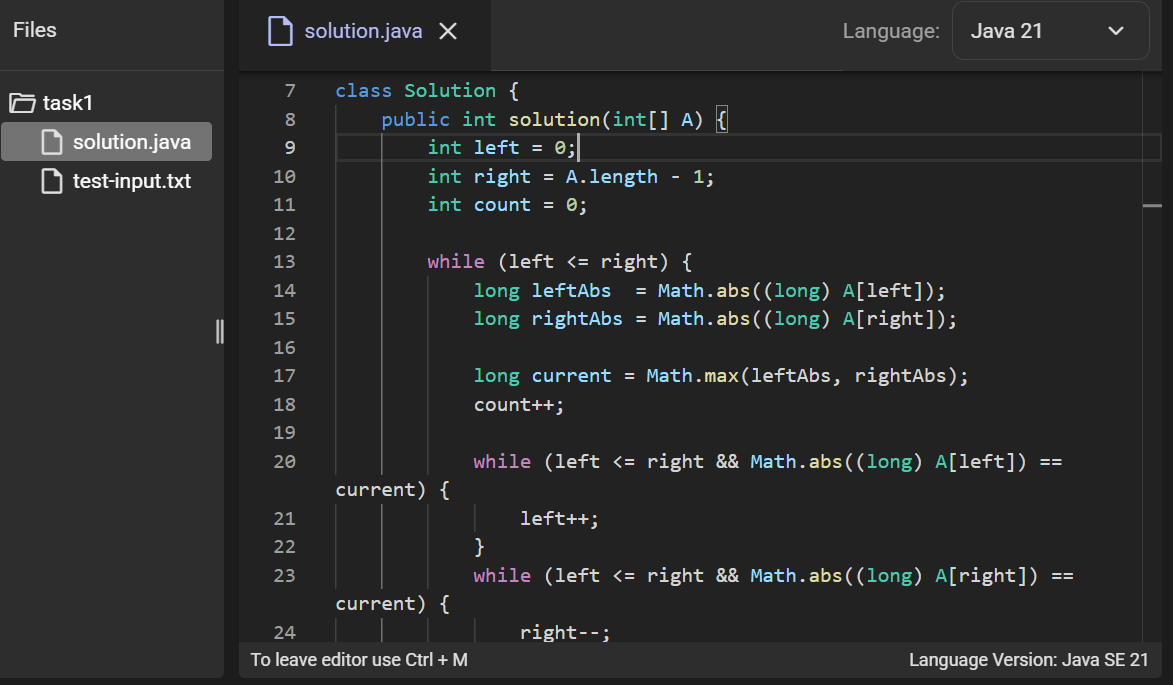 Files
solution.java
Language:
Java 21
task1
solution.java
test-input.txt
7 class Solution {
8 public int solution(int[] A) {
9 int left = 0;
10 int right = A.length - 1;
11 int count = 0;
12
13 while (left <= right) {
14 long leftAbs  = Math.abs((long) A[left]);
15 long rightAbs = Math.abs((long) A[right]);
16
17 long current = Math.max(leftAbs, rightAbs);
18 count++;
19
20 while (left <= right && Math.abs((long) A[left]) ==
current) {
21 left++;
22 }
23 while (left <= right && Math.abs((long) A[right]) ==
current) {
24 right--;
To leave editor use Ctrl + M
Language Version: Java SE 21